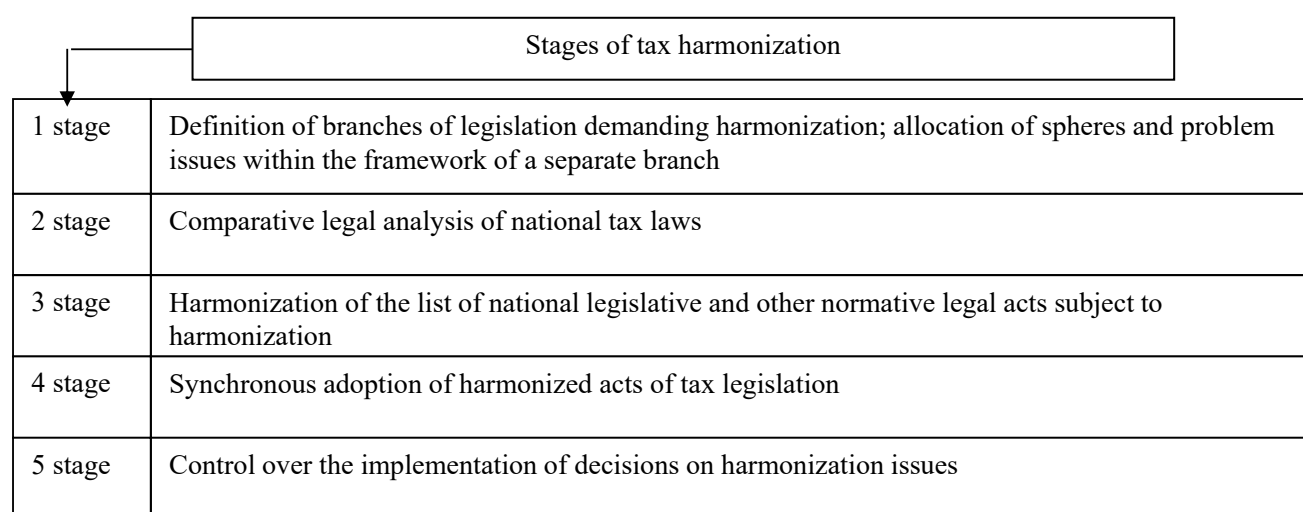 Stages of tax harmonization
1 stage
Definition of branches of legislation demanding harmonization; allocation of spheres and problem
issues within the framework of a separate branch
2 stage
Comparative legal analysis of national tax laws
3 stage
Harmonization of the list of national legislative and other normative legal acts subject to
harmonization
4 stage
Synchronous adoption of harmonized acts of tax legislation
5 stage
Control over the implementation of decisions on harmonization issues